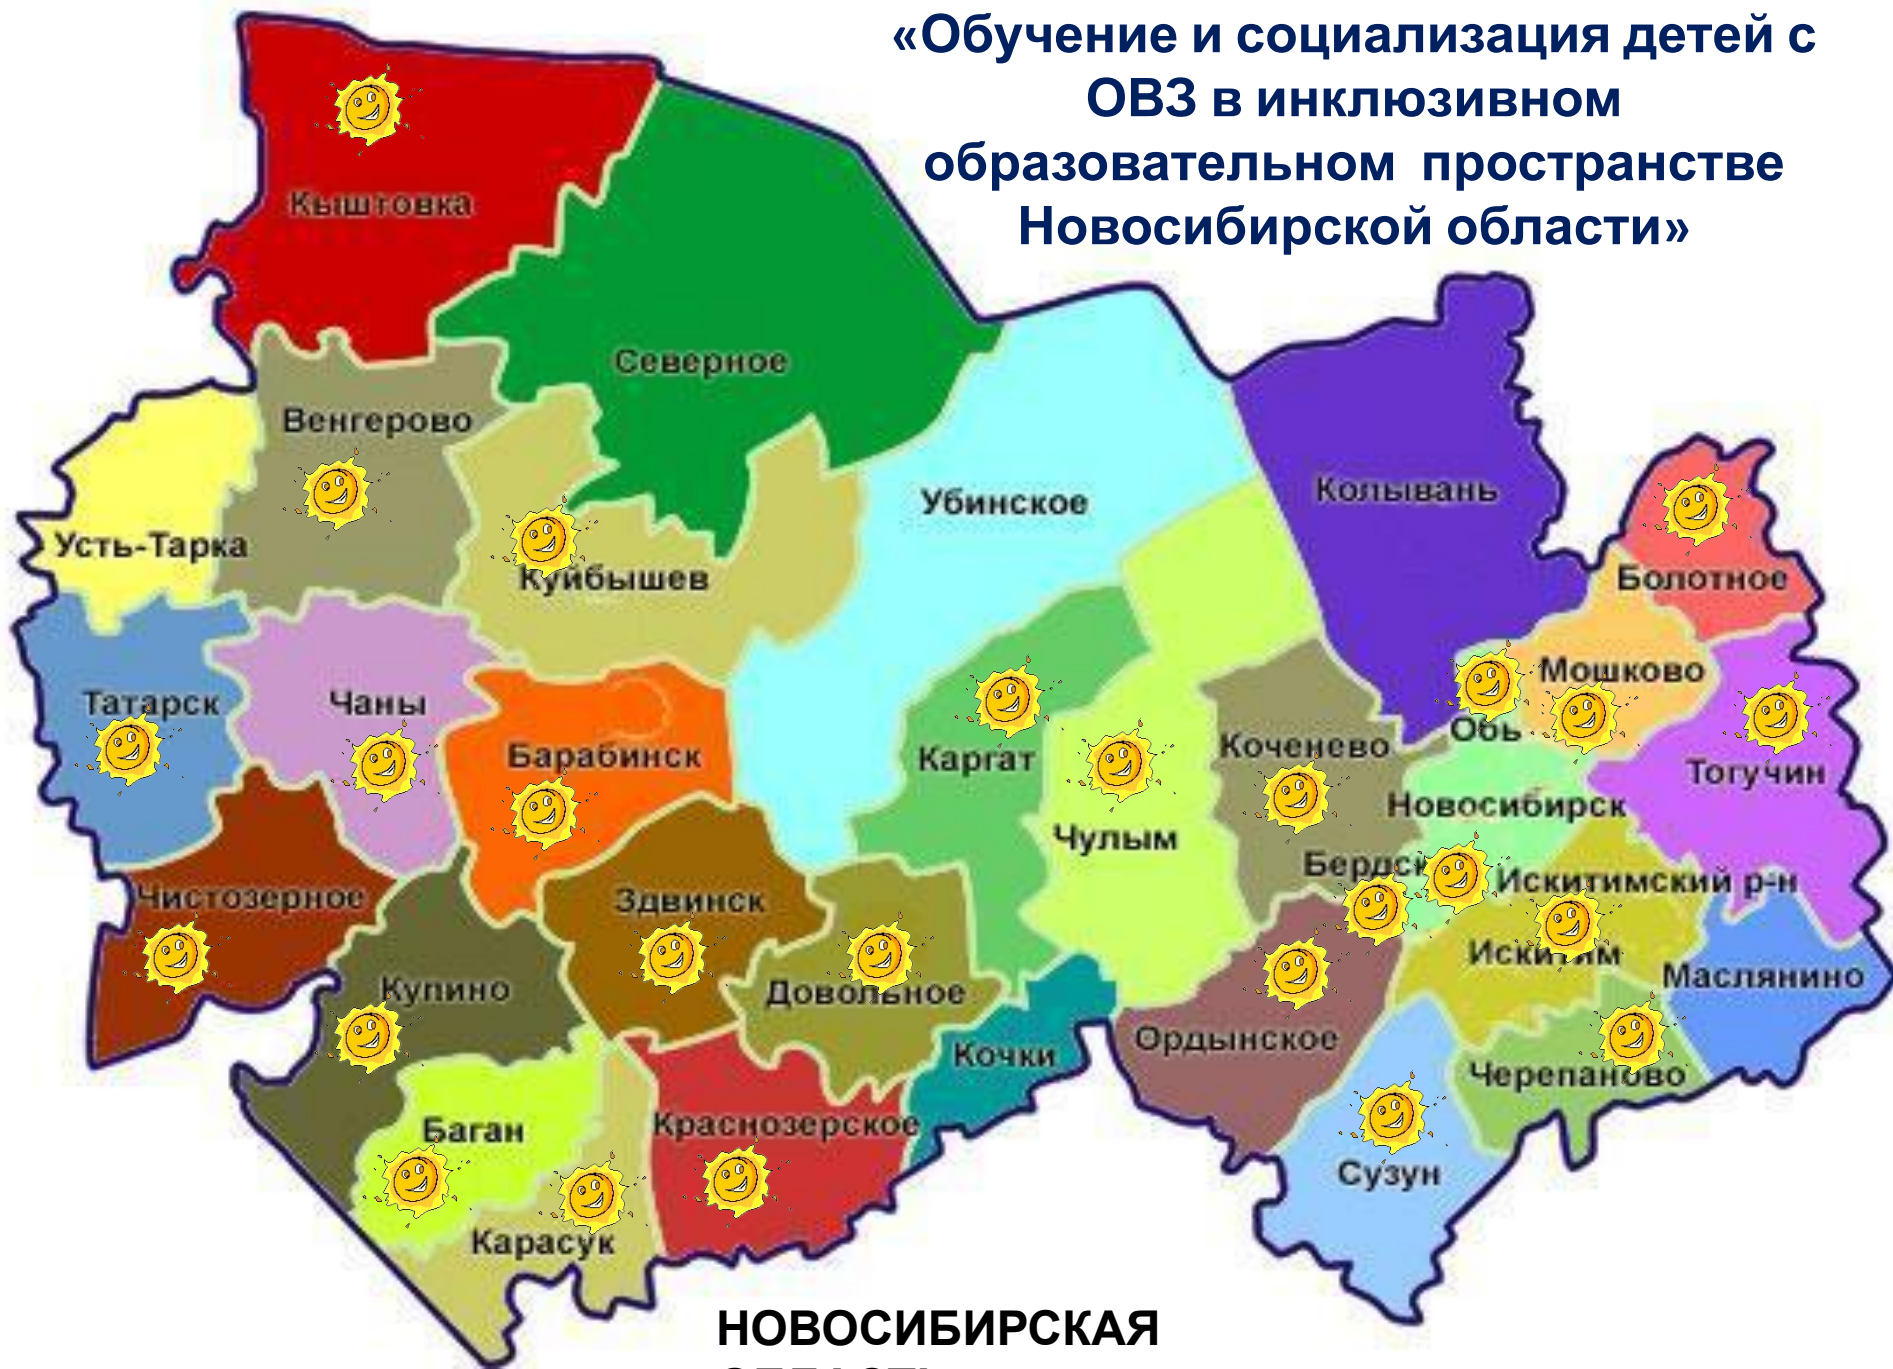 «Обучение и социализация детей с
ОВЗ в инклюзивном
образовательном пространстве
Новосибирской области»
Кыштовка
Северное
Венгерово
Убинское
Колывань
Усть-Тарка
Куйбышев
Болотное
Мошково
Татарск
Чаны
Обь
Барабинск
Каргат
Коченево
Тогучин
Новосибирск
Чулым
Бердск
Искитимский р-н
Чистозерное
Здвинск
Искитим
Маслянино
Купино
Довольное
Ордынское
Кочки
Черепаново
Баган
Краснозерское
Сузун
Карасук
НОВОСИБИРСКАЯ